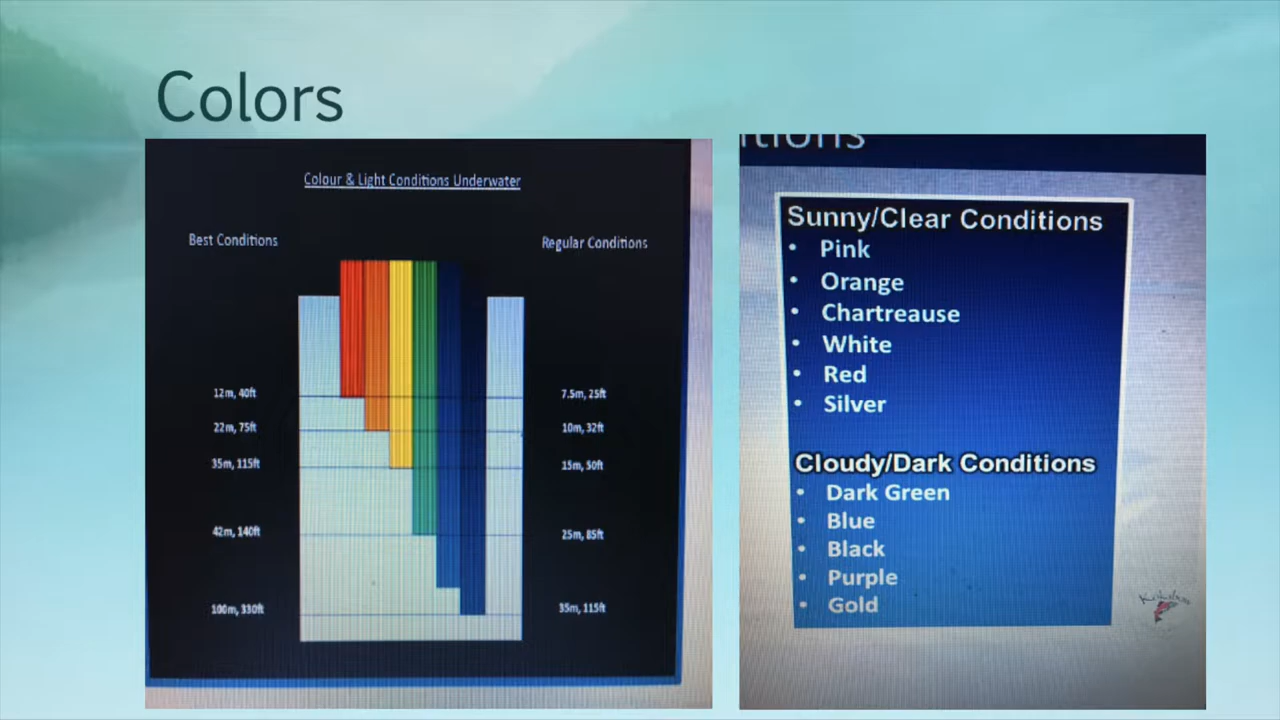 Colors
Colour & Light Conditions Underwater
Best Conditions
Regular Conditions
12m, 40ft
7.5m, 25ft
22m, 75ft
10m, 32ft
35m, 115ft
15m, 50ft
42m, 140ft
25m, 85ft
100m, 330ft
35m, 115ft
Sunny/Clear Conditions
• Pink
• Orange
• Chartreause
• White
• Red
• Silver
Cloudy/Dark Conditions
• Dark Green
• Blue
• Black
• Purple
• Gold